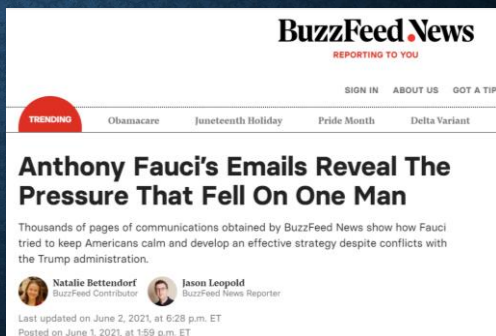 BuzzFeed News
REPORTING TO YOU
SIGN IN ABOUT US GOT A TIP
TRENDING Obamacare Juneteenth Holiday Pride Month Delta Variant
Anthony Fauci's Emails Reveal The
Pressure That Fell On One Man
Thousands of pages of communications obtained by BuzzFeed News show how Fauci
tried to keep Americans calm and develop an effective strategy despite conflicts with
the Trump administration.
Natalie Bettendorf Jason Leopold
BuzzFeed Contributor BuzzFeed News Reporter
Last updated on June 2, 2021, at 6:28 p.m. ET
Posted on June 1, 2021, at 1:59 p.m. ET